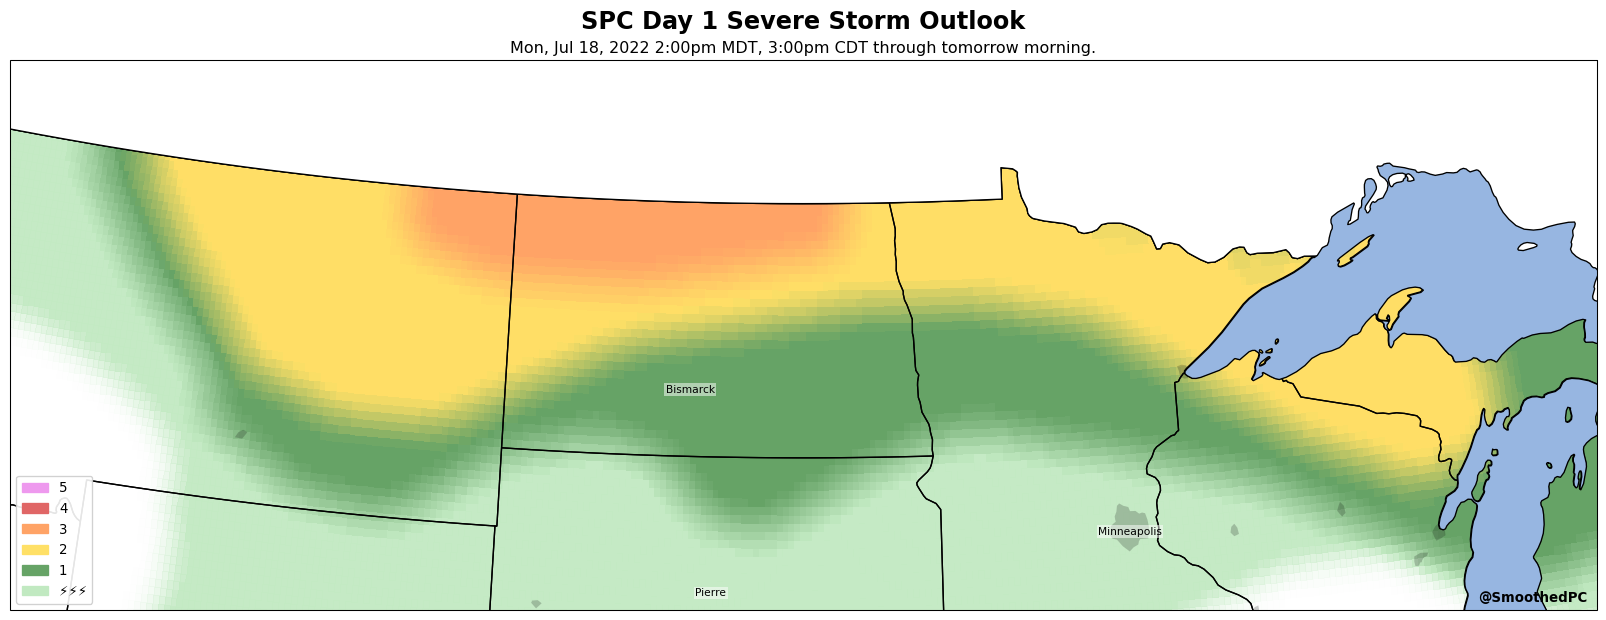 SPC Day 1 Severe Storm Outlook
Mon, Jul 18, 2022 2:00pm MDT, 3:00pm CDT through tomorrow morning.
Bismarck
Minneapolis
Pierre
5
4
3
2
1
⚡⚡⚡
@SmoothedPC